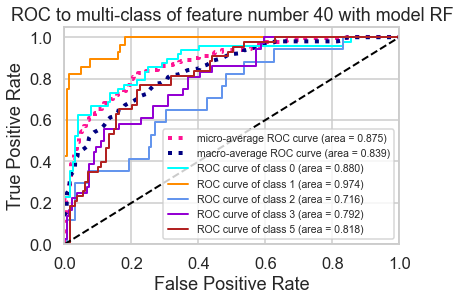 ROC to multi-class of feature number 40 with model RF
True Positive Rate
1.0
0.8
0.6
0.4
0.2
0.0
micro-average ROC curve (area = 0.875)
macro-average ROC curve (area = 0.839)
ROC curve of class 0 (area = 0.880)
ROC curve of class 1 (area = 0.974)
ROC curve of class 2 (area = 0.716)
ROC curve of class 3 (area = 0.792)
ROC curve of class 5 (area = 0.818)
0.0 0.2 0.4 0.6 0.8 1.0
False Positive Rate